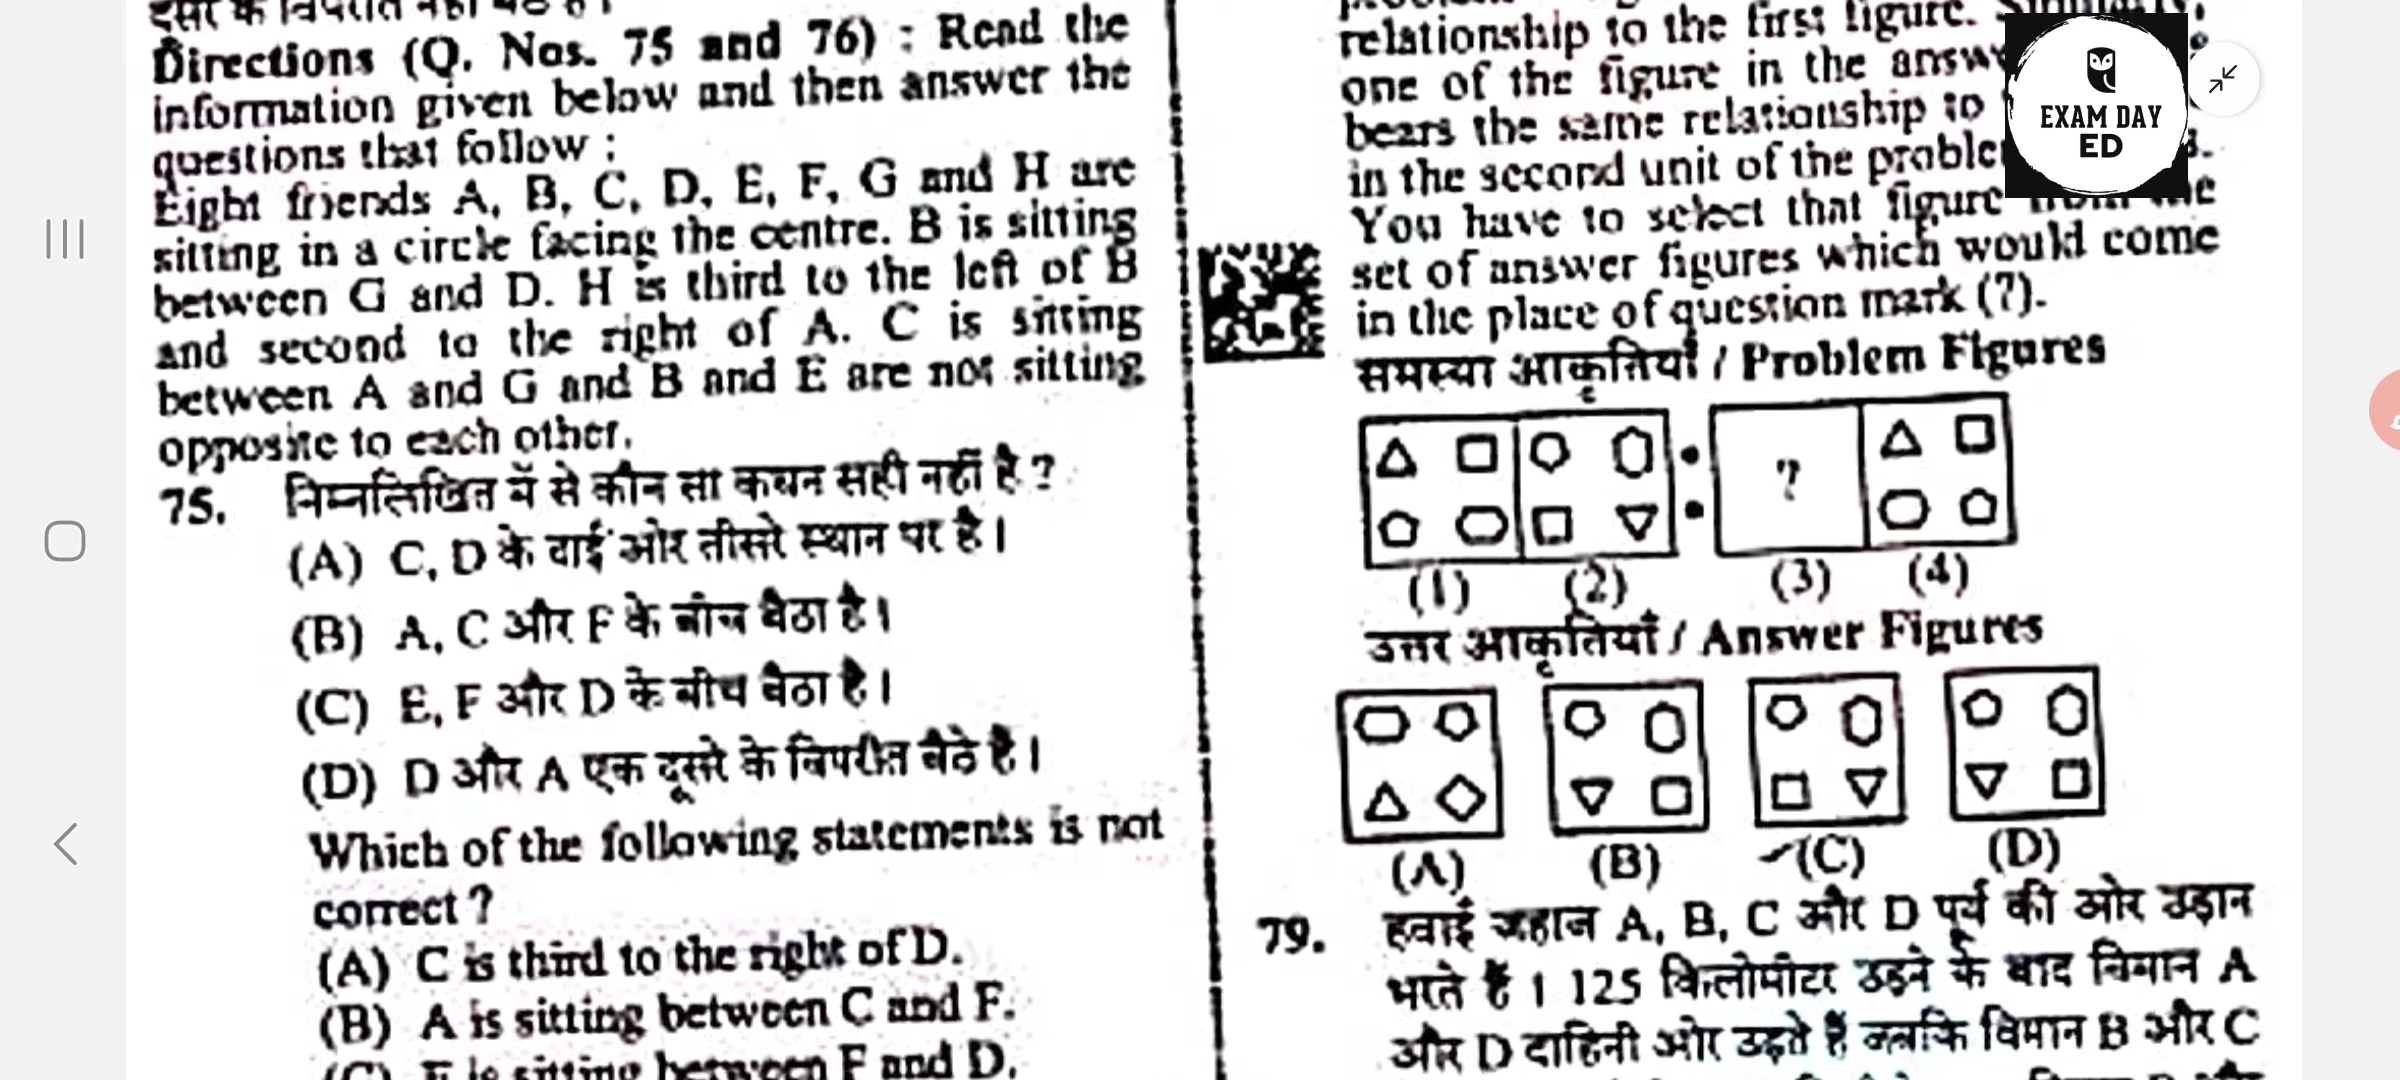 Directions (Q. Nos. 75 and 76) : Read the
information given below and then answer the
questions that follow :
Eight friends A, B, C, D, E, F, G and H are
sitting in a circle facing the centre. B is sitting
between G and D. H is third to the left of B
and second to the right of A. C is sitting
between A and G and B and E are not sitting
opposite to each other.
75. निम्नलिखित में से कौन सा कथन सही नहीं है ?
(A) C, D के दाईं ओर तीसरे स्थान पर है।
(B) A, C और F के बीच बैठा है।
(C) E, F और D के बीच बैठा है।
(D) D और A एक दूसरे के विपरीत बैठे है।
Which of the following statements is not
correct ?
(A) C is third to the right of D.
(B) A is sitting between C and F.
(C) E is sitting between F and D.
relationship to the first figure.
one of the figure in the
bears the same relationship to
in the second unit of the
You have to select that figure from the
set of answer figures which would come
in the place of question mark (?).
समस्या आकृतियाँ / Problem Figures
?
(1) (2) (3) (4)
उत्तर आकृतियाँ / Answer Figures
(A) (B) (C) (D)
79. हवाई जहाज A, B, C और D पूर्व की ओर उड़ान
भरते हैं । 125 किलोमीटर उड़ने के बाद विमान A
और D दाहिनी ओर उड़ते हैं जबकि विमान B और C
EXAM DAY
ED